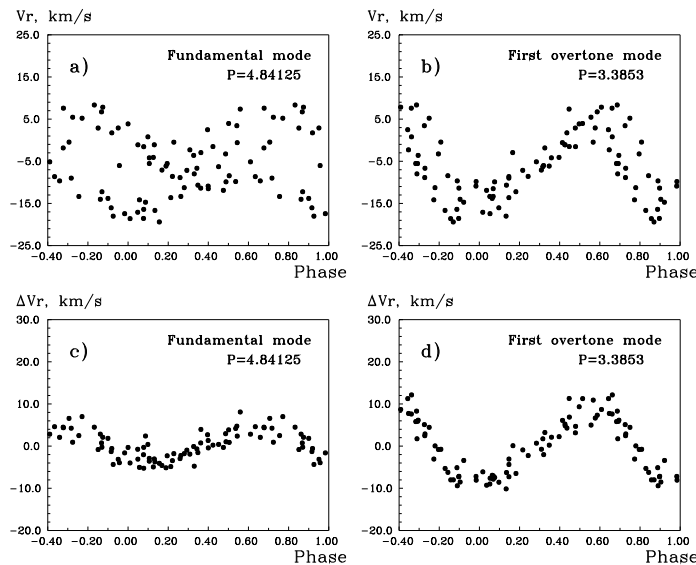 Vr, km/s
Vr, km/s
25.0
15.0
5.0
−5.0
−15.0
−25.0
a)
Fundamental mode
P=4.84125
−0.40 −0.20 0.00 0.20 0.40 0.60 0.80 1.00
Phase
25.0
15.0
5.0
−5.0
−15.0
−25.0
b)
First overtone mode
P=3.3853
−0.40 −0.20 0.00 0.20 0.40 0.60 0.80 1.00
Phase
ΔVr, km/s
ΔVr, km/s
30.0
20.0
10.0
0.0
−10.0
−20.0
c)
Fundamental mode
P=4.84125
−0.40 −0.20 0.00 0.20 0.40 0.60 0.80 1.00
Phase
30.0
20.0
10.0
0.0
−10.0
−20.0
d)
First overtone mode
P=3.3853
−0.40 −0.20 0.00 0.20 0.40 0.60 0.80 1.00
Phase